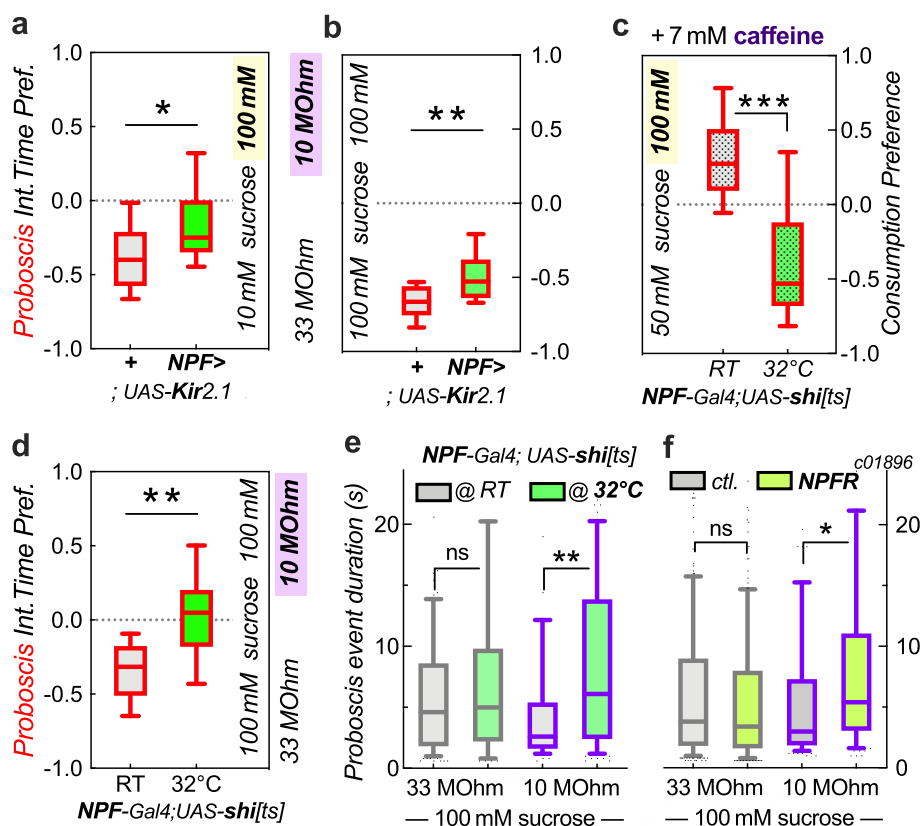 a
1.0
0.5
0.0
-0.5
-1.0
Proboscis Int.Time Pref.
*
10 mM sucrose 100 mM
+ NPF>
; UAS-Kir2.1
b
33 MOhm 10 MOhm
100 mM sucrose 100 mM
**
1.0
0.5
0.0
-0.5
-1.0
+ NPF>
; UAS-Kir2.1
c
+ 7 mM caffeine
50 mM sucrose 100 mM
***
1.0
0.5
0.0
-0.5
-1.0
Consumption Preference
RT 32°C
NPF-Gal4;UAS-shi[ts]
d
1.0
0.5
0.0
-0.5
-1.0
Proboscis Int.Time Pref.
**
100 mM sucrose 100 mM
33 MOhm 10 MOhm
RT 32°C
NPF-Gal4;UAS-shi[ts]
e
NPF-Gal4; UAS-shi[ts]
@ RT @ 32°C
Proboscis event duration (s)
20
10
0
ns
**
33 MOhm 10 MOhm
— 100 mM sucrose —
f
c01896
ctl. NPFR
ns
*
20
10
0
33 MOhm 10 MOhm
— 100 mM sucrose —